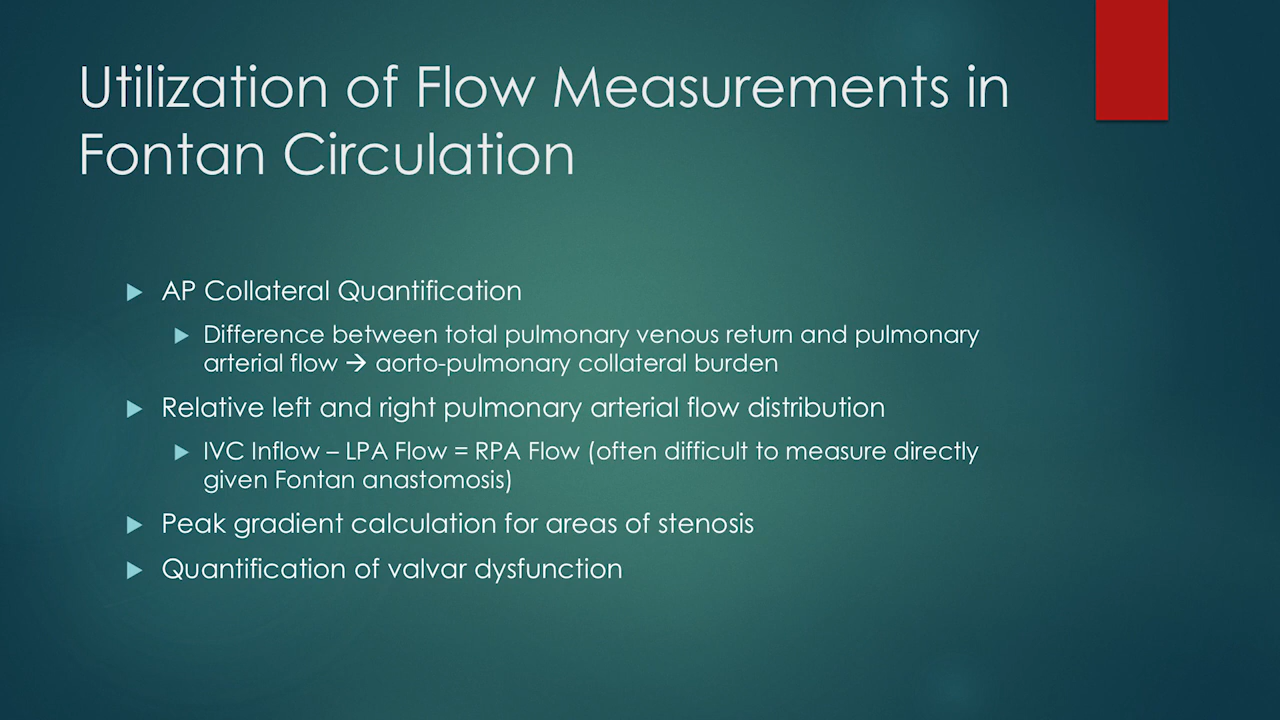 Utilization of Flow Measurements in
Fontan Circulation
AP Collateral Quantification
Difference between total pulmonary venous return and pulmonary
arterial flow → aorto-pulmonary collateral burden
Relative left and right pulmonary arterial flow distribution
IVC Inflow – LPA Flow = RPA Flow (often difficult to measure directly
given Fontan anastomosis)
Peak gradient calculation for areas of stenosis
Quantification of valvar dysfunction